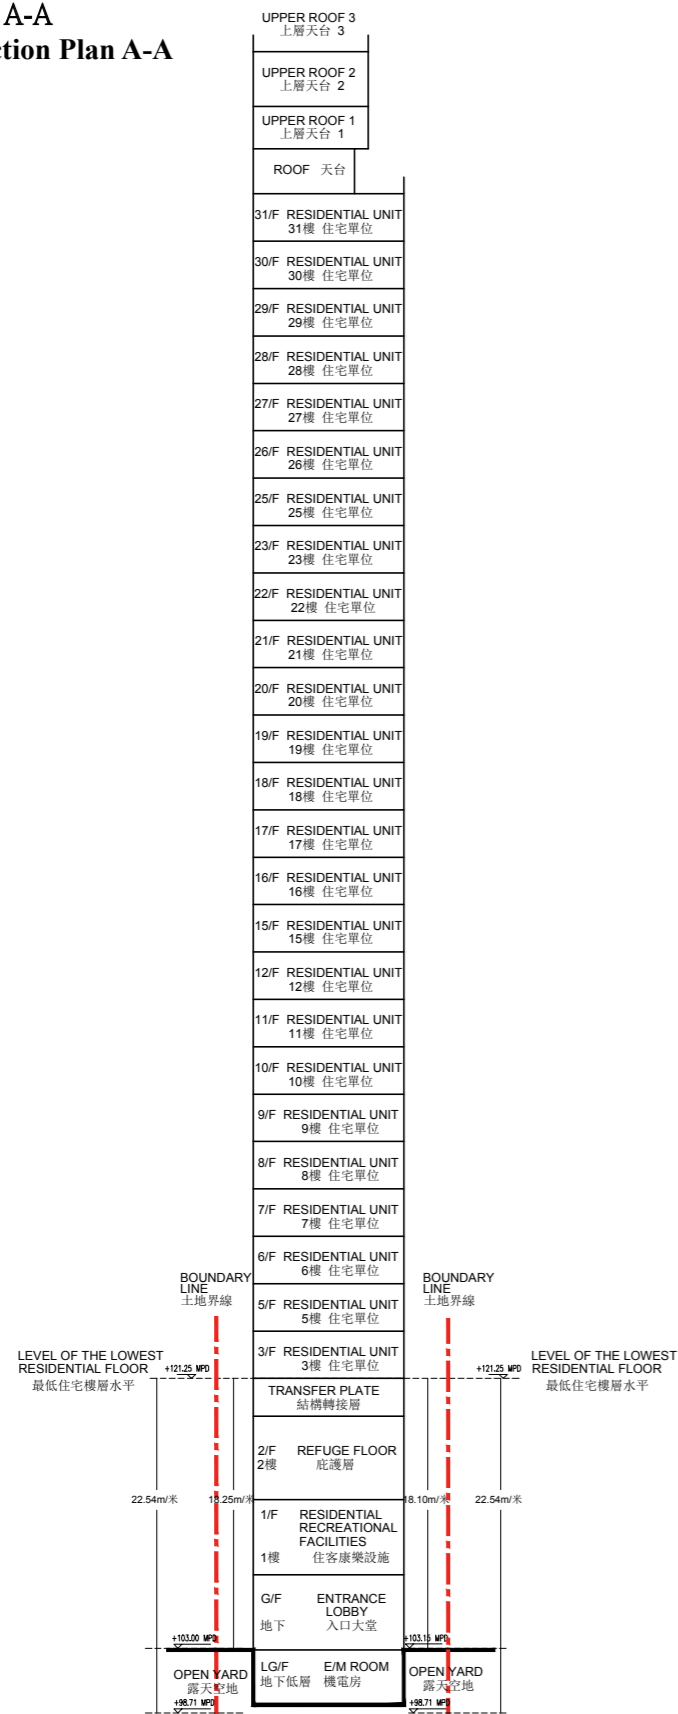 A-A
ction Plan A-A
UPPER ROOF 3
上層天台 3
UPPER ROOF 2
上層天台 2
UPPER ROOF 1
上層天台 1
ROOF 天台
31/F RESIDENTIAL UNIT
31樓 住宅單位
30/F RESIDENTIAL UNIT
30樓 住宅單位
29/F RESIDENTIAL UNIT
29樓 住宅單位
28/F RESIDENTIAL UNIT
28樓 住宅單位
27/F RESIDENTIAL UNIT
27樓 住宅單位
26/F RESIDENTIAL UNIT
26樓 住宅單位
25/F RESIDENTIAL UNIT
25樓 住宅單位
23/F RESIDENTIAL UNIT
23樓 住宅單位
22/F RESIDENTIAL UNIT
22樓 住宅單位
21/F RESIDENTIAL UNIT
21樓 住宅單位
20/F RESIDENTIAL UNIT
20樓 住宅單位
19/F RESIDENTIAL UNIT
19樓 住宅單位
18/F RESIDENTIAL UNIT
18樓 住宅單位
17/F RESIDENTIAL UNIT
17樓 住宅單位
16/F RESIDENTIAL UNIT
16樓 住宅單位
15/F RESIDENTIAL UNIT
15樓 住宅單位
12/F RESIDENTIAL UNIT
12樓 住宅單位
11/F RESIDENTIAL UNIT
11樓 住宅單位
10/F RESIDENTIAL UNIT
10樓 住宅單位
9/F RESIDENTIAL UNIT
9樓 住宅單位
8/F RESIDENTIAL UNIT
8樓 住宅單位
7/F RESIDENTIAL UNIT
7樓 住宅單位
6/F RESIDENTIAL UNIT
6樓 住宅單位
BOUNDARY
LINE
土地界線
BOUNDARY
LINE
土地界線
5/F RESIDENTIAL UNIT
5樓 住宅單位
3/F RESIDENTIAL UNIT
3樓 住宅單位
LEVEL OF THE LOWEST
RESIDENTIAL FLOOR
最低住宅樓層水平
+121.25 MPD
+121.25 MPD
LEVEL OF THE LOWEST
RESIDENTIAL FLOOR
最低住宅樓層水平
TRANSFER PLATE
結構轉接層
2/F REFUGE FLOOR
2樓 庇護層
22.54m/米
18.25m/米
18.10m/米
22.54m/米
1/F RESIDENTIAL
RECREATIONAL
FACILITIES
1樓 住客康樂設施
G/F ENTRANCE
LOBBY
地下 入口大堂
+103.00 MPD
+103.15 MPD
LG/F E/M ROOM
地下低層 機電房
OPEN YARD
露天空地
OPEN YARD
露天空地
+98.71 MPD
+98.71 MPD